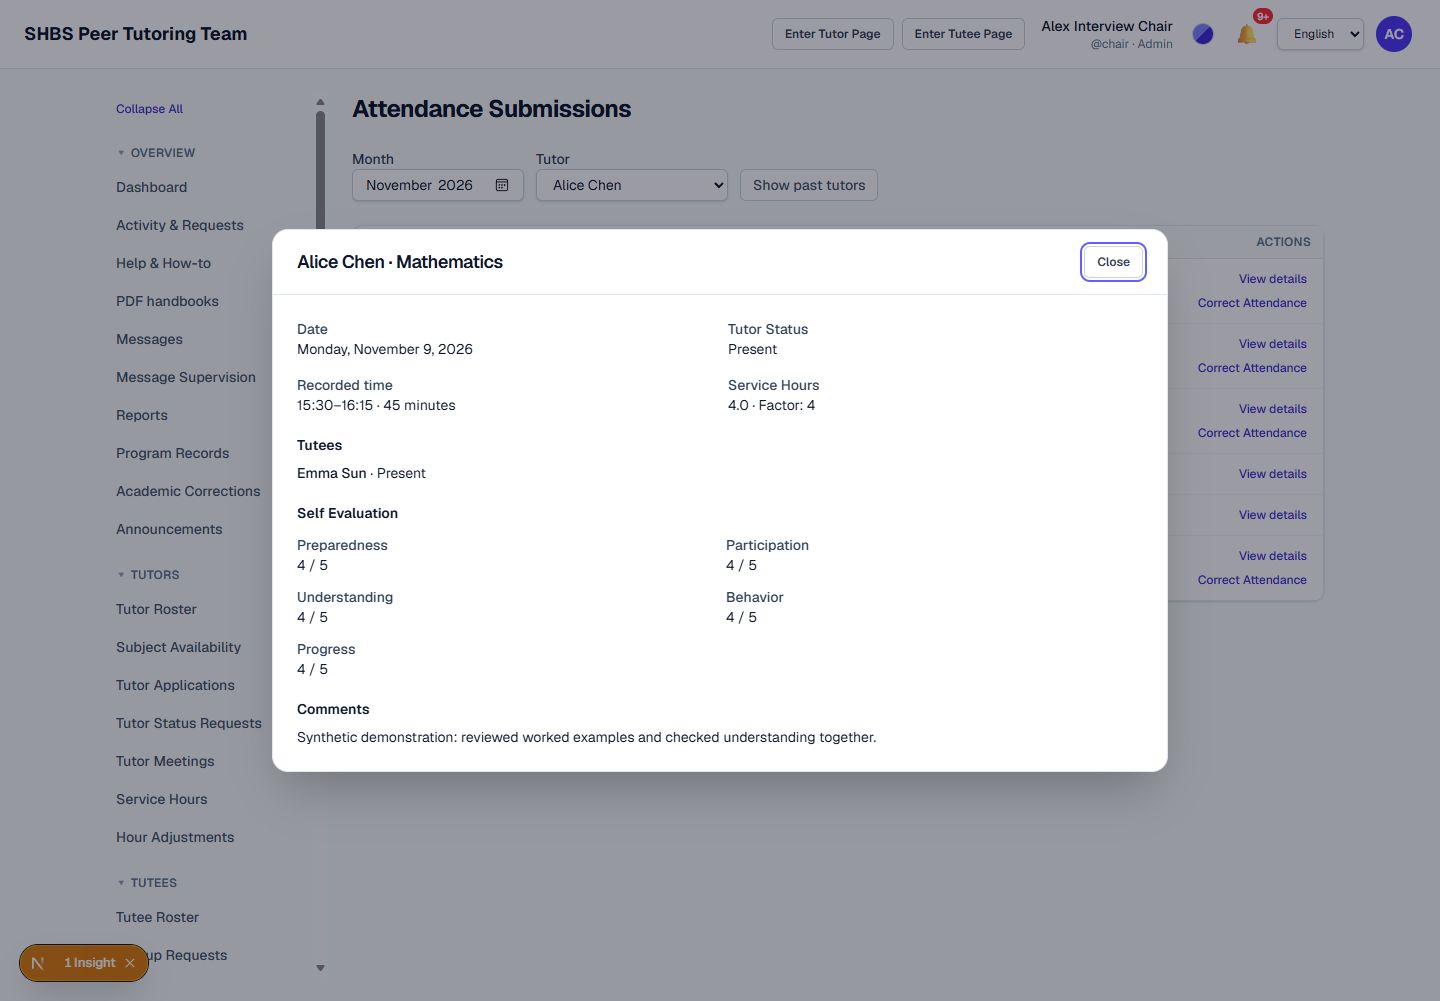 SHBS Peer Tutoring Team
Enter Tutor Page
Enter Tutee Page
Alex Interview Chair
@chair · Admin
9+
English
AC
Collapse All
OVERVIEW
Dashboard
Activity & Requests
Help & How-to
PDF handbooks
Messages
Message Supervision
Reports
Program Records
Academic Corrections
Announcements
TUTORS
Tutor Roster
Subject Availability
Tutor Applications
Tutor Status Requests
Tutor Meetings
Service Hours
Hour Adjustments
TUTEES
Tutee Roster
up Requests
N 1 Insight
Attendance Submissions
Month
Tutor
November 2026
Alice Chen
Show past tutors
ACTIONS
View details
Correct Attendance
View details
Correct Attendance
View details
Correct Attendance
View details
View details
View details
Correct Attendance
Alice Chen · Mathematics
Close
Date
Monday, November 9, 2026
Tutor Status
Present
Recorded time
15:30–16:15 · 45 minutes
Service Hours
4.0 · Factor: 4
Tutees
Emma Sun · Present
Self Evaluation
Preparedness
4 / 5
Participation
4 / 5
Understanding
4 / 5
Behavior
4 / 5
Progress
4 / 5
Comments
Synthetic demonstration: reviewed worked examples and checked understanding together.